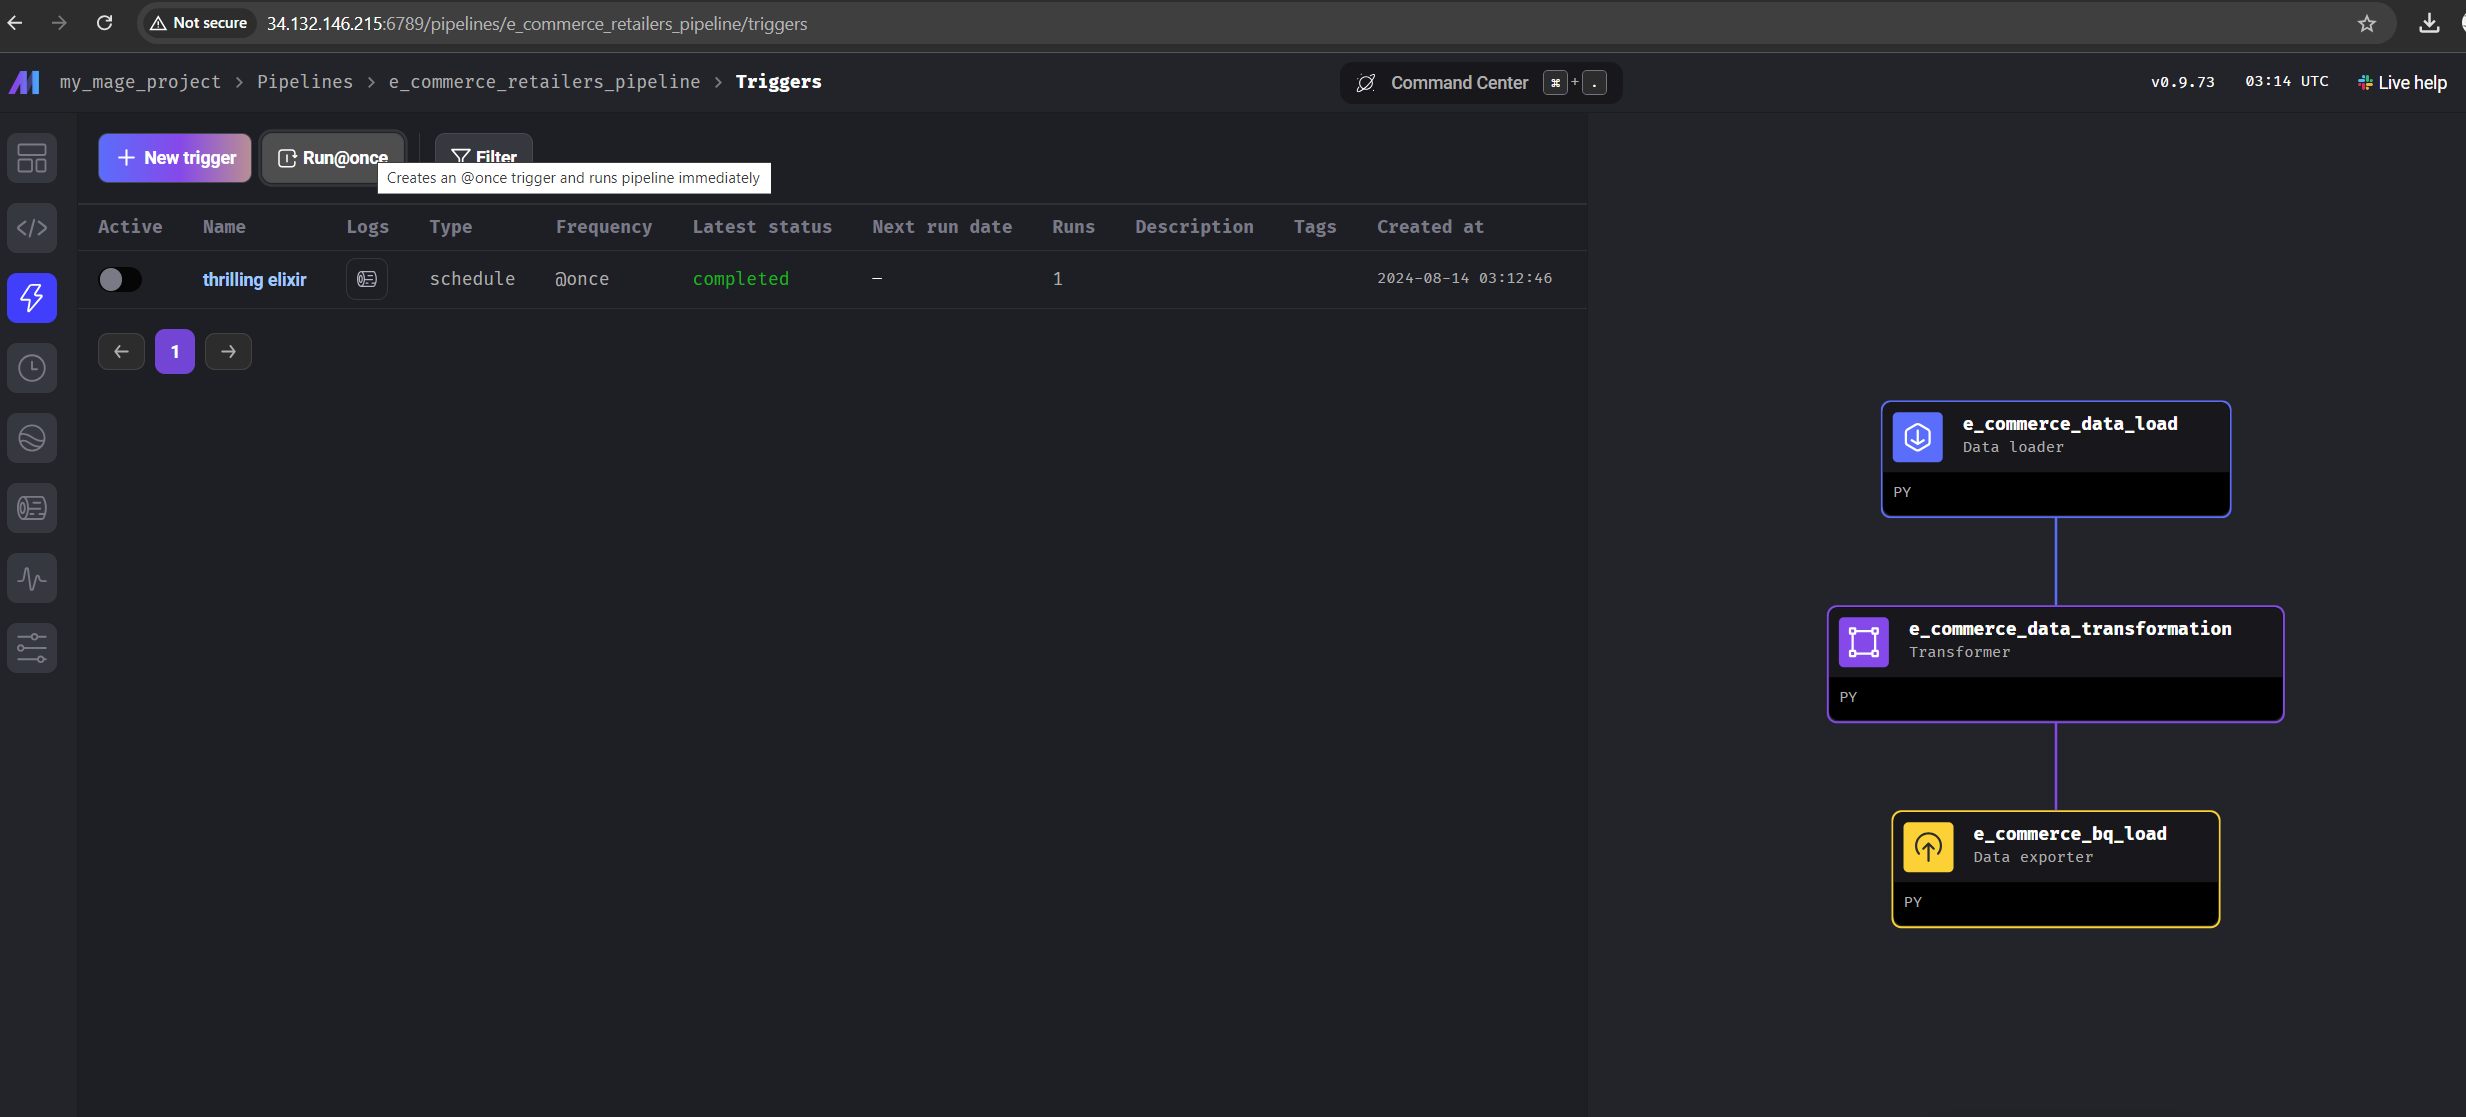 Not secure 34.132.146.215:6789/pipelines/e_commerce_retailers_pipeline/triggers
my_mage_project > Pipelines > e_commerce_retailers_pipeline > Triggers
Command Center ⌘ + .
v0.9.73 03:14 UTC Live help
+ New trigger Run@once Filter
Creates an @once trigger and runs pipeline immediately
Active Name Logs Type Frequency Latest status Next run date Runs Description Tags Created at
thrilling elixir schedule @once completed — 1 2024-08-14 03:12:46
← 1 →
e_commerce_data_load
Data loader
PY
e_commerce_data_transformation
Transformer
PY
e_commerce_bq_load
Data exporter
PY